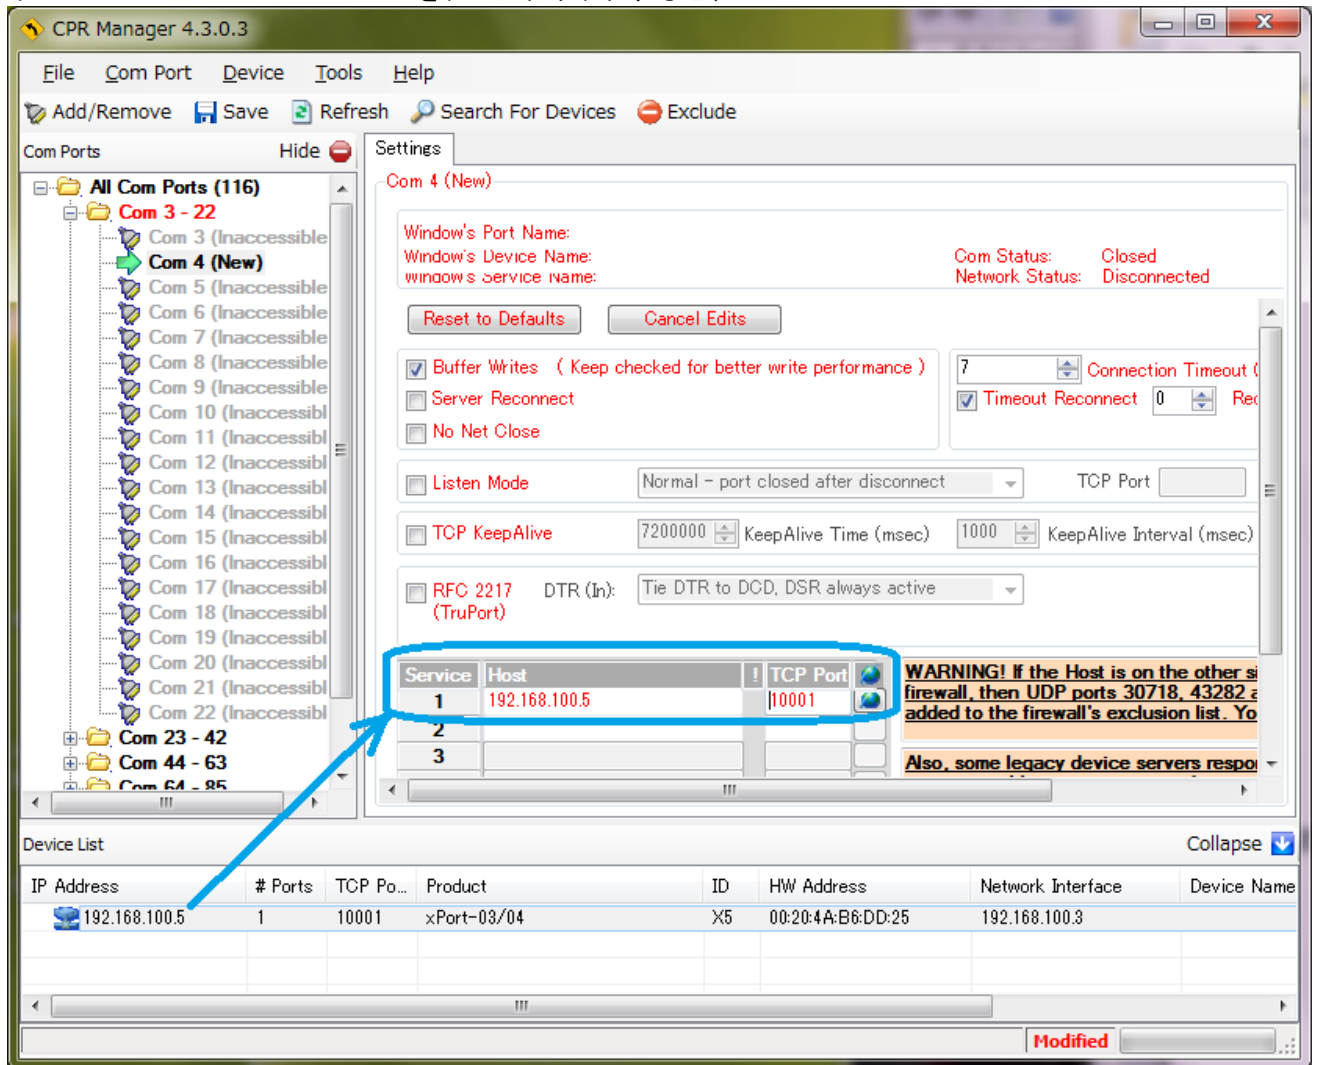 CPR Manager 4.3.0.3
File Com Port Device Tools Help
Add/Remove Save Refresh Search For Devices Exclude
Com Ports Hide
Settings
All Com Ports (116)
Com 3 - 22
Com 3 (Inaccessible
Com 4 (New)
Com 5 (Inaccessible
Com 6 (Inaccessible
Com 7 (Inaccessible
Com 8 (Inaccessible
Com 9 (Inaccessible
Com 10 (Inaccessibl
Com 11 (Inaccessibl
Com 12 (Inaccessibl
Com 13 (Inaccessibl
Com 14 (Inaccessibl
Com 15 (Inaccessibl
Com 16 (Inaccessibl
Com 17 (Inaccessibl
Com 18 (Inaccessibl
Com 19 (Inaccessibl
Com 20 (Inaccessibl
Com 21 (Inaccessibl
Com 22 (Inaccessibl
Com 23 - 42
Com 44 - 63
Com 64 - 85
Com 4 (New)
Window's Port Name:
Window's Device Name: Com Status: Closed
Window's Service Name: Network Status: Disconnected
Reset to Defaults Cancel Edits
Buffer Writes ( Keep checked for better write performance ) 7 Connection Timeout (
Server Reconnect Timeout Reconnect 0 Rec
No Net Close
Listen Mode Normal - port closed after disconnect TCP Port
TCP KeepAlive 7200000 KeepAlive Time (msec) 1000 KeepAlive Interval (msec)
RFC 2217 DTR (In): Tie DTR to DCD, DSR always active
(TruPort)
Service Host ! TCP Port
1 192.168.100.5 10001
2
3
WARNING! If the Host is on the other si
firewall, then UDP ports 30718, 43282 a
added to the firewall's exclusion list. Yo
Also, some legacy device servers respo
Device List Collapse
IP Address # Ports TCP Po... Product ID HW Address Network Interface Device Name
192.168.100.5 1 10001 xPort-03/04 X5 00:20:4A:B6:DD:25 192.168.100.3
Modified